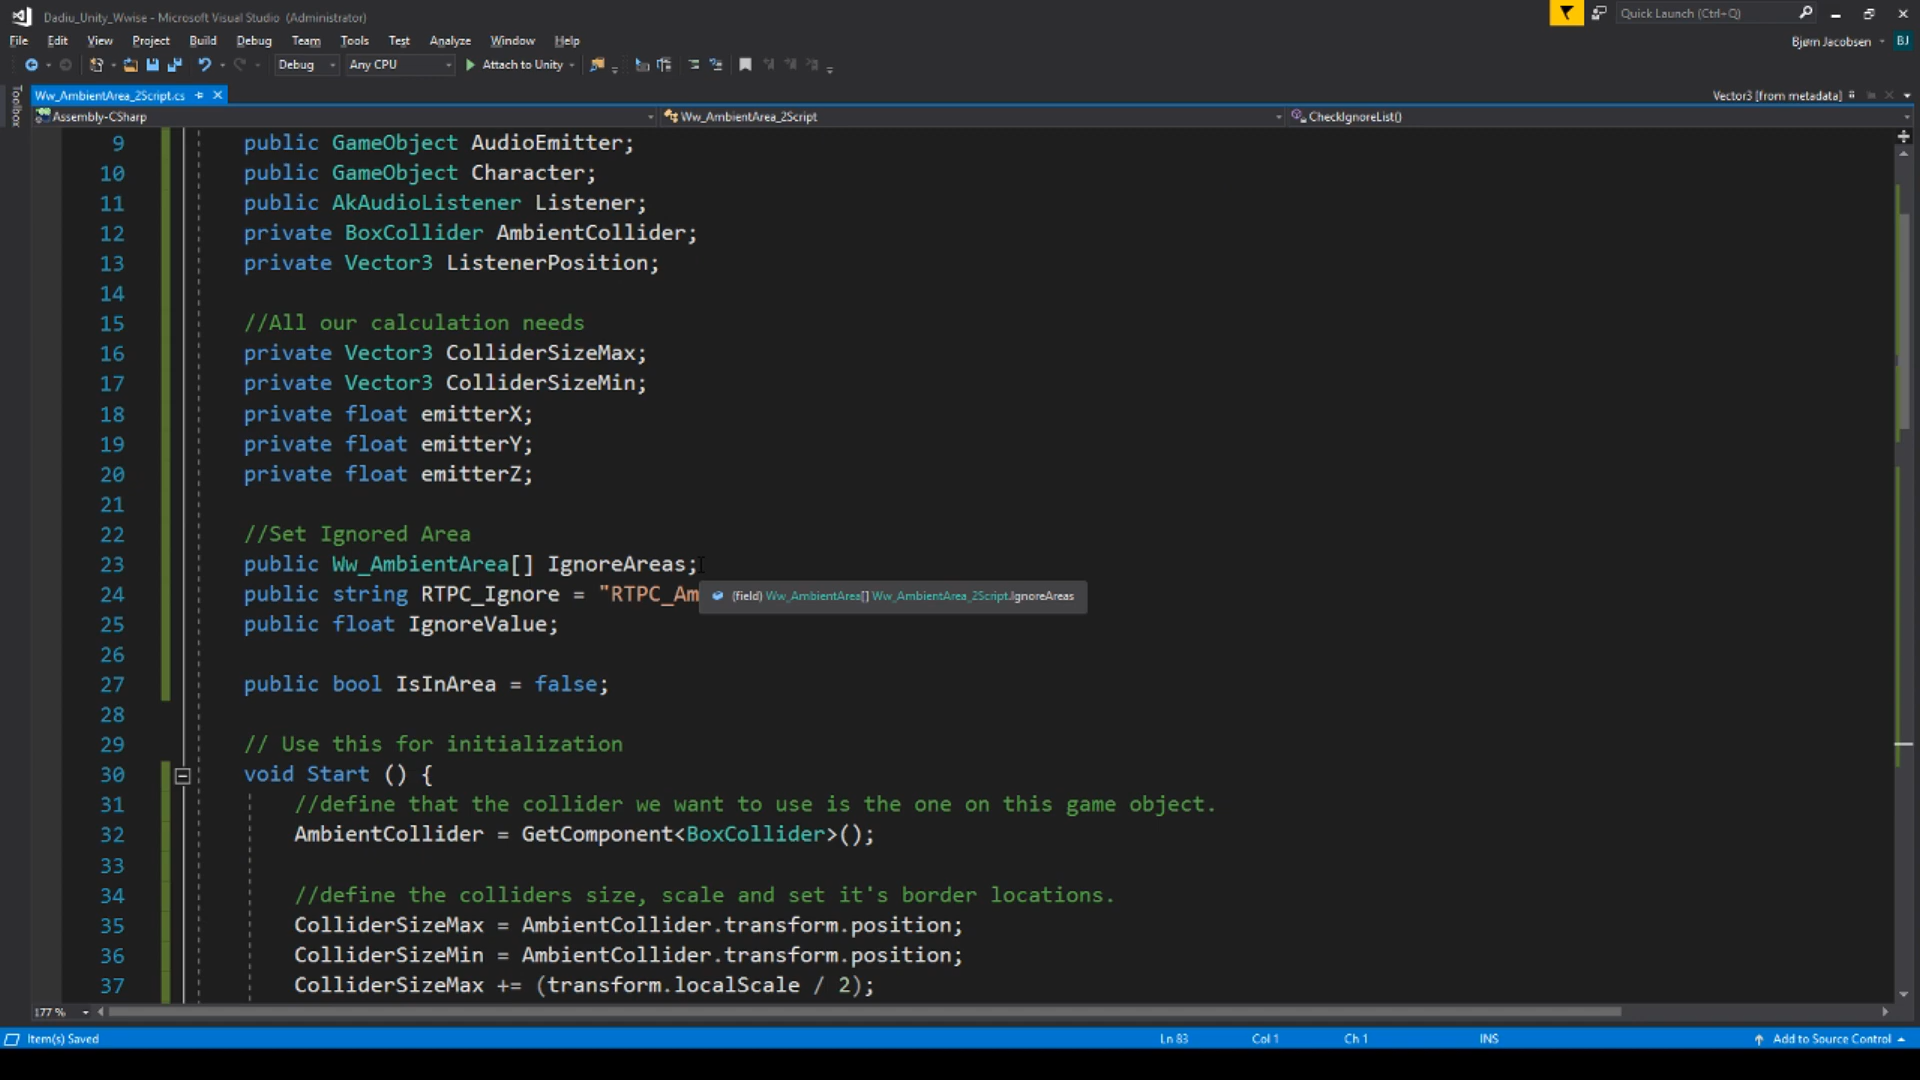 Dadiu_Unity_Wwise - Microsoft Visual Studio (Administrator)
Quick Launch (Ctrl+Q)
File Edit View Project Build Debug Team Tools Test Analyze Window Help
Bjørn Jacobsen BJ
Debug Any CPU Attach to Unity
Toolbox
Ww_AmbientArea_2Script.cs
Vector3 [from metadata]
Assembly-CSharp Ww_AmbientArea_2Script CheckIgnoreList()
9 public GameObject AudioEmitter;
10 public GameObject Character;
11 public AkAudioListener Listener;
12 private BoxCollider AmbientCollider;
13 private Vector3 ListenerPosition;
14
15 //All our calculation needs
16 private Vector3 ColliderSizeMax;
17 private Vector3 ColliderSizeMin;
18 private float emitterX;
19 private float emitterY;
20 private float emitterZ;
21
22 //Set Ignored Area
23 public Ww_AmbientArea[] IgnoreAreas;
24 public string RTPC_Ignore = "RTPC_Am
(field) Ww_AmbientArea[] Ww_AmbientArea_2Script.IgnoreAreas
25 public float IgnoreValue;
26
27 public bool IsInArea = false;
28
29 // Use this for initialization
30 void Start () {
31 //define that the collider we want to use is the one on this game object.
32 AmbientCollider = GetComponent<BoxCollider>();
33
34 //define the colliders size, scale and set it's border locations.
35 ColliderSizeMax = AmbientCollider.transform.position;
36 ColliderSizeMin = AmbientCollider.transform.position;
37 ColliderSizeMax += (transform.localScale / 2);
177 %
Item(s) Saved Ln 83 Col 1 Ch 1 INS Add to Source Control